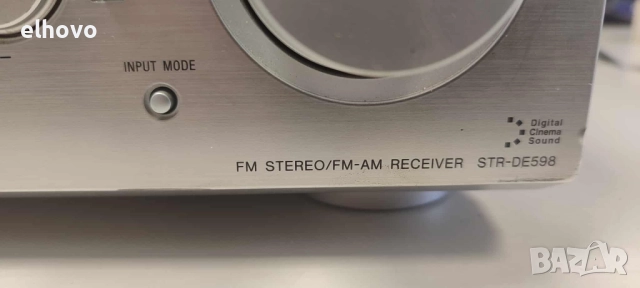 elhovo
INPUT MODE
Digital
Cinema
Sound
FM STEREO/FM-AM RECEIVER STR-DE598
BAZAR